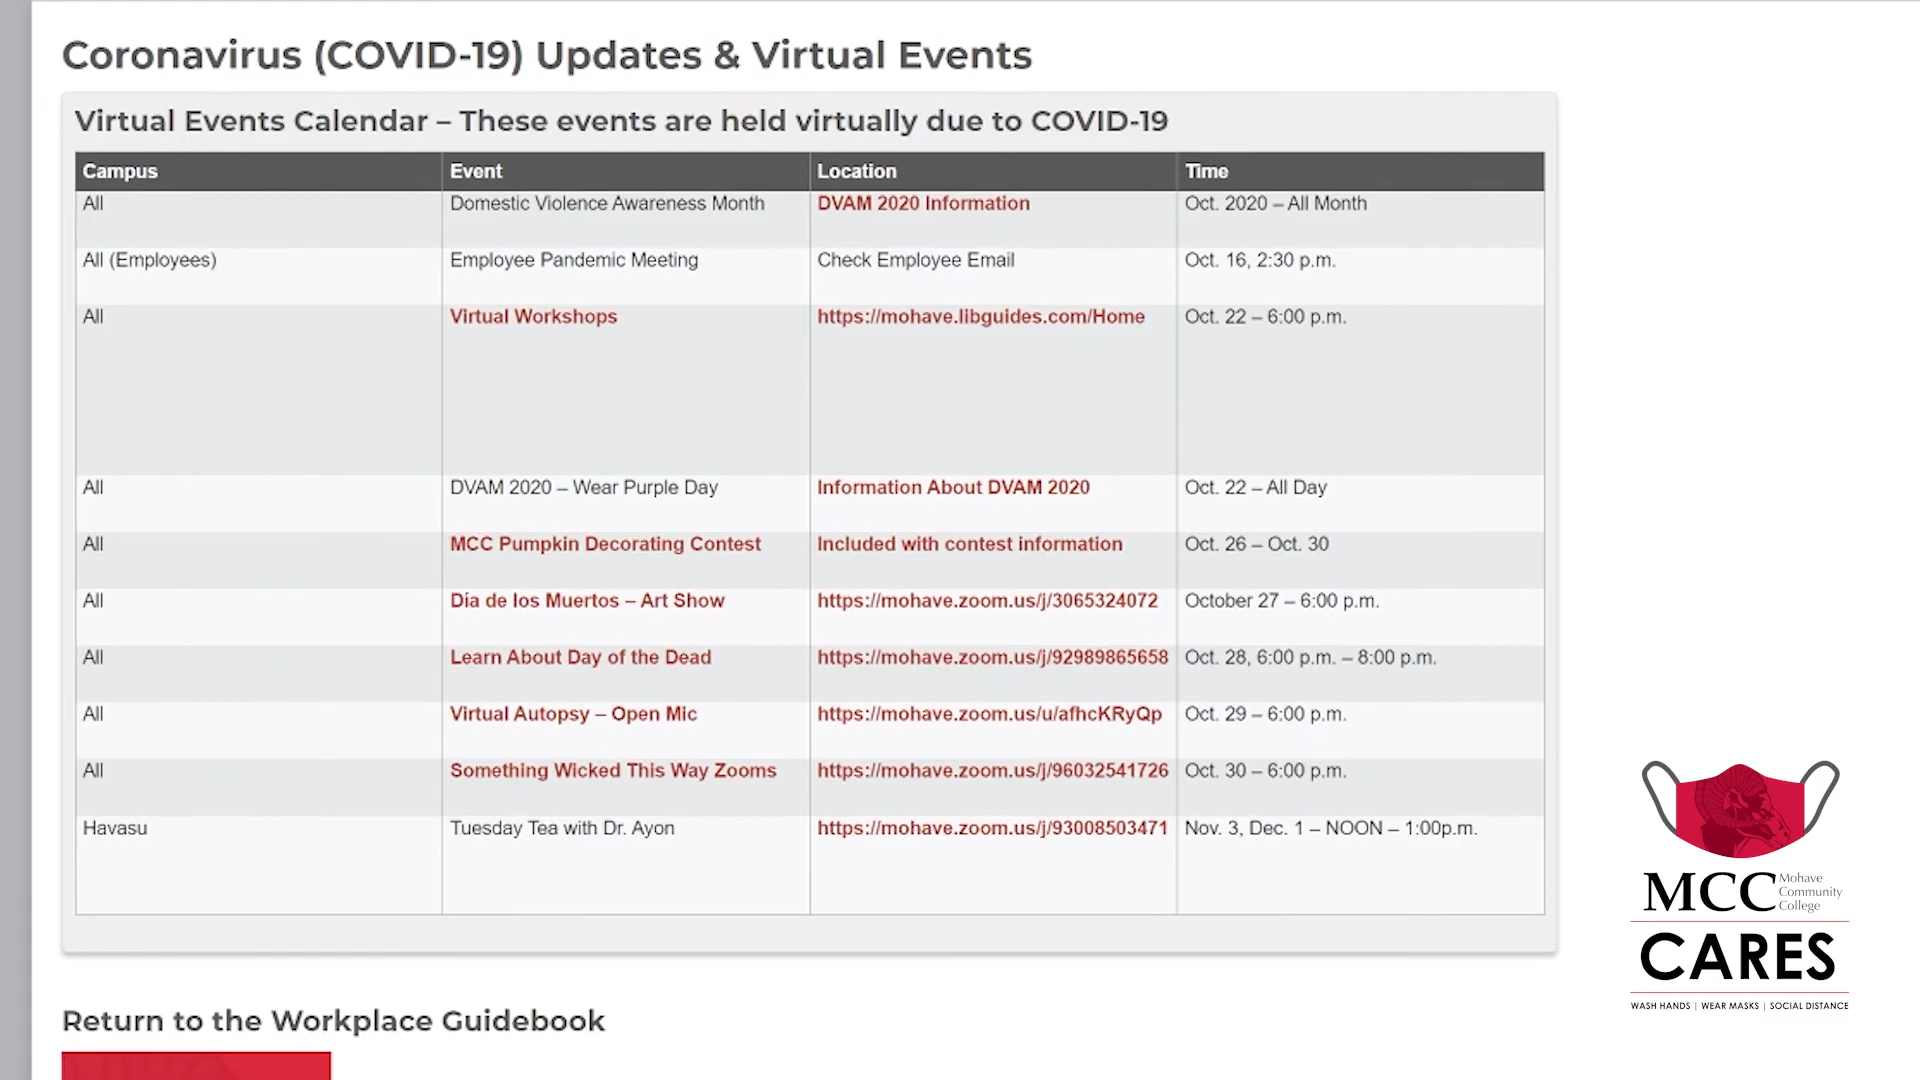 Coronavirus (COVID-19) Updates & Virtual Events
Virtual Events Calendar – These events are held virtually due to COVID-19
Campus Event Location Time
All Domestic Violence Awareness Month DVAM 2020 Information Oct. 2020 – All Month
All (Employees) Employee Pandemic Meeting Check Employee Email Oct. 16, 2:30 p.m.
All Virtual Workshops https://mohave.libguides.com/Home Oct. 22 – 6:00 p.m.
All DVAM 2020 – Wear Purple Day Information About DVAM 2020 Oct. 22 – All Day
All MCC Pumpkin Decorating Contest Included with contest information Oct. 26 – Oct. 30
All Día de los Muertos – Art Show https://mohave.zoom.us/j/3065324072 October 27 – 6:00 p.m.
All Learn About Day of the Dead https://mohave.zoom.us/j/92989865658 Oct. 28, 6:00 p.m. – 8:00 p.m.
All Virtual Autopsy – Open Mic https://mohave.zoom.us/u/afhcKRyQp Oct. 29 – 6:00 p.m.
All Something Wicked This Way Zooms https://mohave.zoom.us/j/96032541726 Oct. 30 – 6:00 p.m.
Havasu Tuesday Tea with Dr. Ayon https://mohave.zoom.us/j/93008503471 Nov. 3, Dec. 1 – NOON – 1:00p.m.
Return to the Workplace Guidebook
MCC Mohave
Community
College
CARES
WASH HANDS | WEAR MASKS | SOCIAL DISTANCE